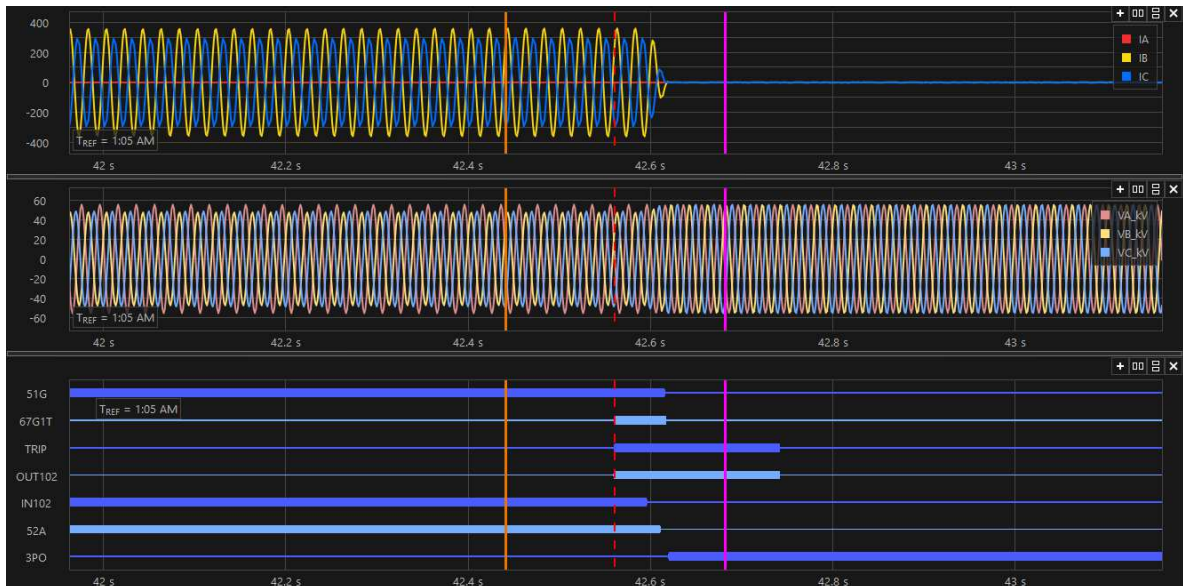 400
200
0
-200
-400
IA
IB
IC
T_REF = 1:05 AM
42 s 42.2 s 42.4 s 42.6 s 42.8 s 43 s
60
40
20
0
-20
-40
-60
VA_kV
VB_kV
VC_kV
T_REF = 1:05 AM
42 s 42.2 s 42.4 s 42.6 s 42.8 s 43 s
51G
T_REF = 1:05 AM
67G1T
TRIP
OUT102
IN102
52A
3PO
42 s 42.2 s 42.4 s 42.6 s 42.8 s 43 s